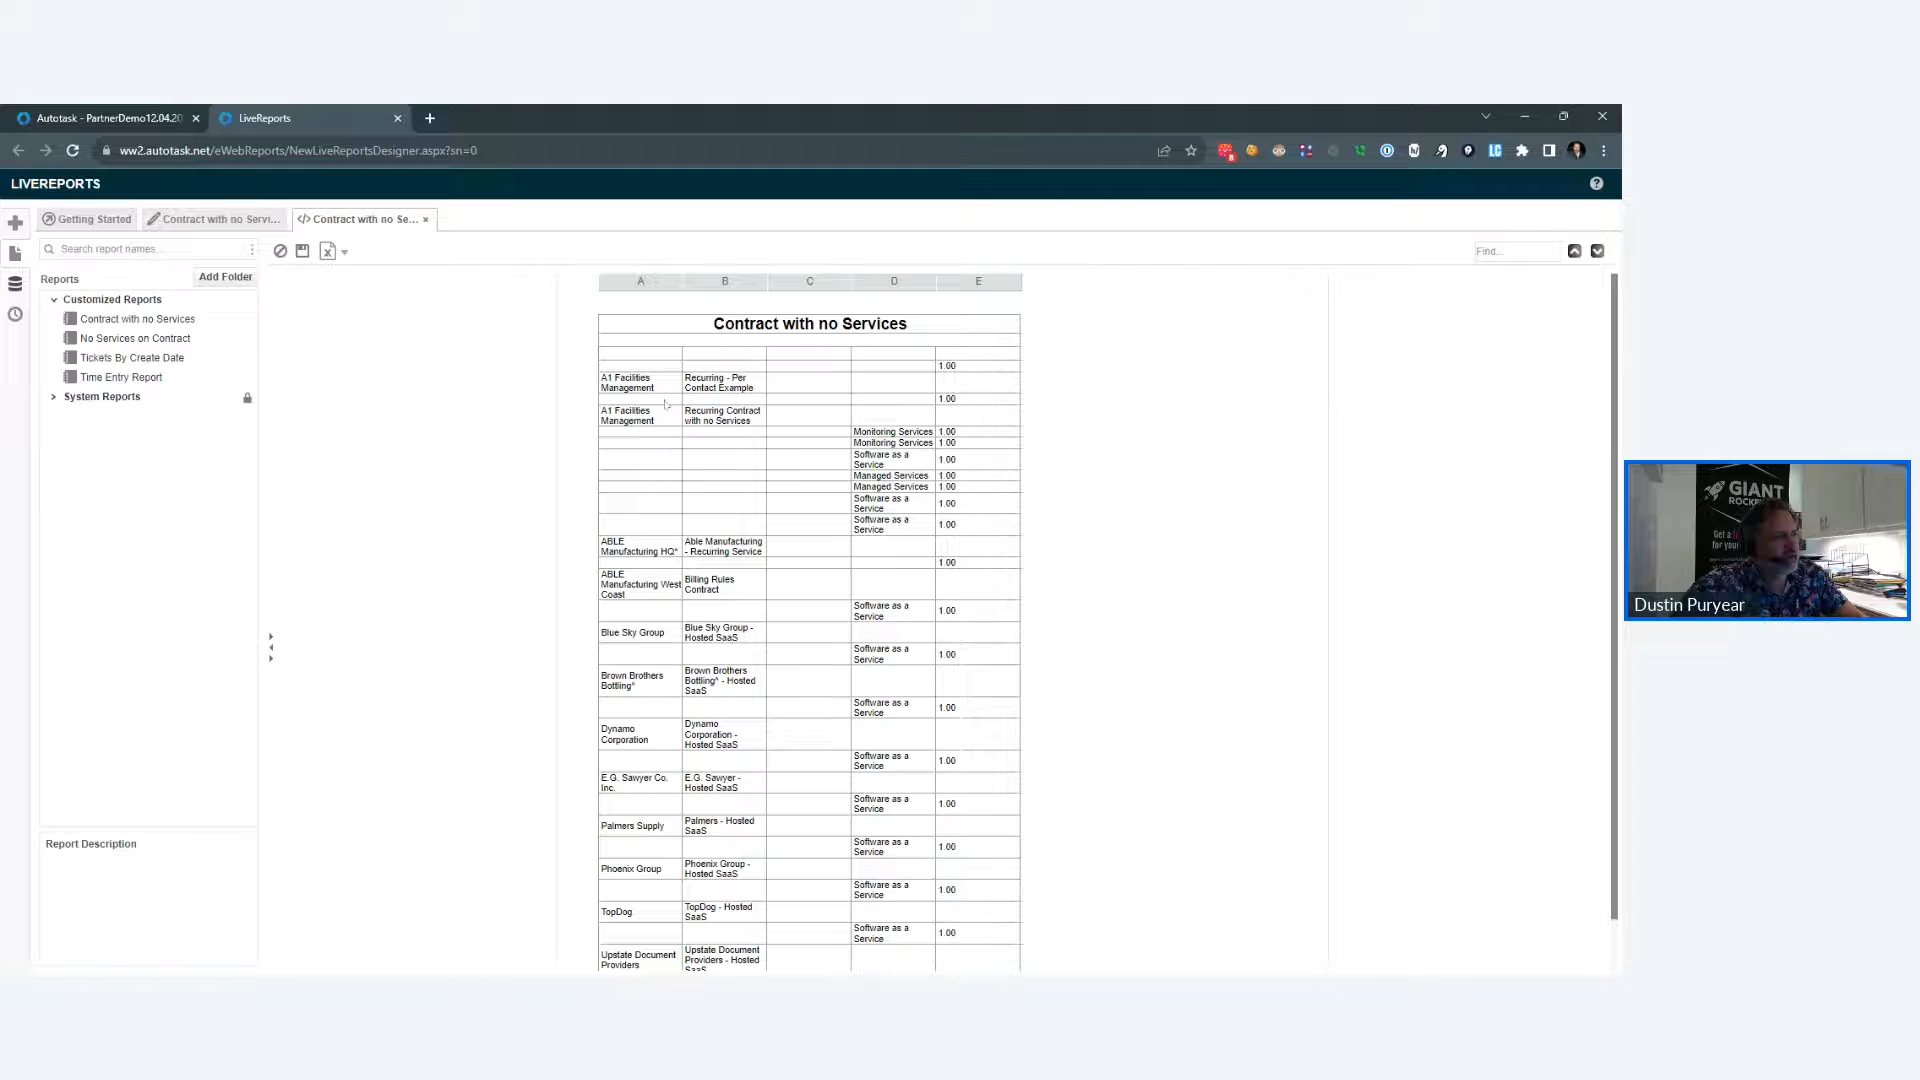 Autotask - PartnerDemo12.04.20
LiveReports
ww2.autotask.net/eWebReports/NewLiveReportsDesigner.aspx?sn=0
LIVEREPORTS
Getting Started
Contract with no Servi...
Contract with no Se...
Search report names...
Find...
Reports
Add Folder
Customized Reports
Contract with no Services
No Services on Contract
Tickets By Create Date
Time Entry Report
System Reports
Report Description
A B C D E
Contract with no Services
1.00
A1 Facilities Management
Recurring - Per Contact Example
1.00
A1 Facilities Management
Recurring Contract with no Services
Monitoring Services 1.00
Monitoring Services 1.00
Software as a Service 1.00
Managed Services 1.00
Managed Services 1.00
Software as a Service 1.00
Software as a Service 1.00
ABLE Manufacturing HQ*
Able Manufacturing - Recurring Service
1.00
ABLE Manufacturing West Coast
Billing Rules Contract
Software as a Service 1.00
Blue Sky Group
Blue Sky Group - Hosted SaaS
Software as a Service 1.00
Brown Brothers Bottling^
Brown Brothers Bottling^ - Hosted SaaS
Software as a Service 1.00
Dynamo Corporation
Dynamo Corporation - Hosted SaaS
Software as a Service 1.00
E.G. Sawyer Co. Inc.
E.G. Sawyer - Hosted SaaS
Software as a Service 1.00
Palmers Supply
Palmers - Hosted SaaS
Software as a Service 1.00
Phoenix Group
Phoenix Group - Hosted SaaS
Software as a Service 1.00
TopDog
TopDog - Hosted SaaS
Software as a Service 1.00
Upstate Document Providers
Upstate Document Providers - Hosted SaaS
GIANT
ROCKE
Get a
for your
Dustin Puryear